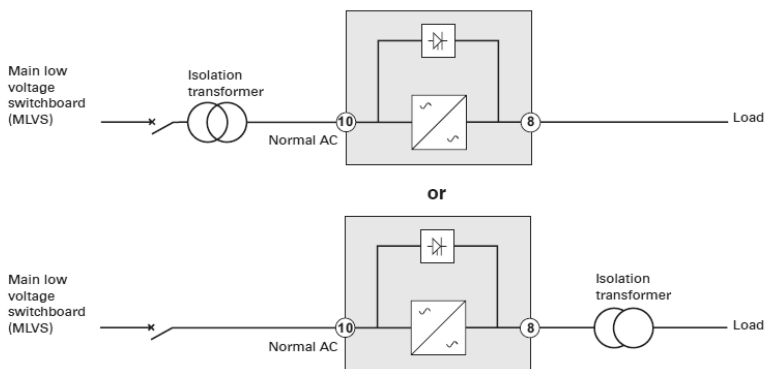 Main low
voltage
switchboard
(MLVS)
Isolation
transformer
10
Normal AC
8
Load
or
Main low
voltage
switchboard
(MLVS)
10
Normal AC
8
Isolation
transformer
Load